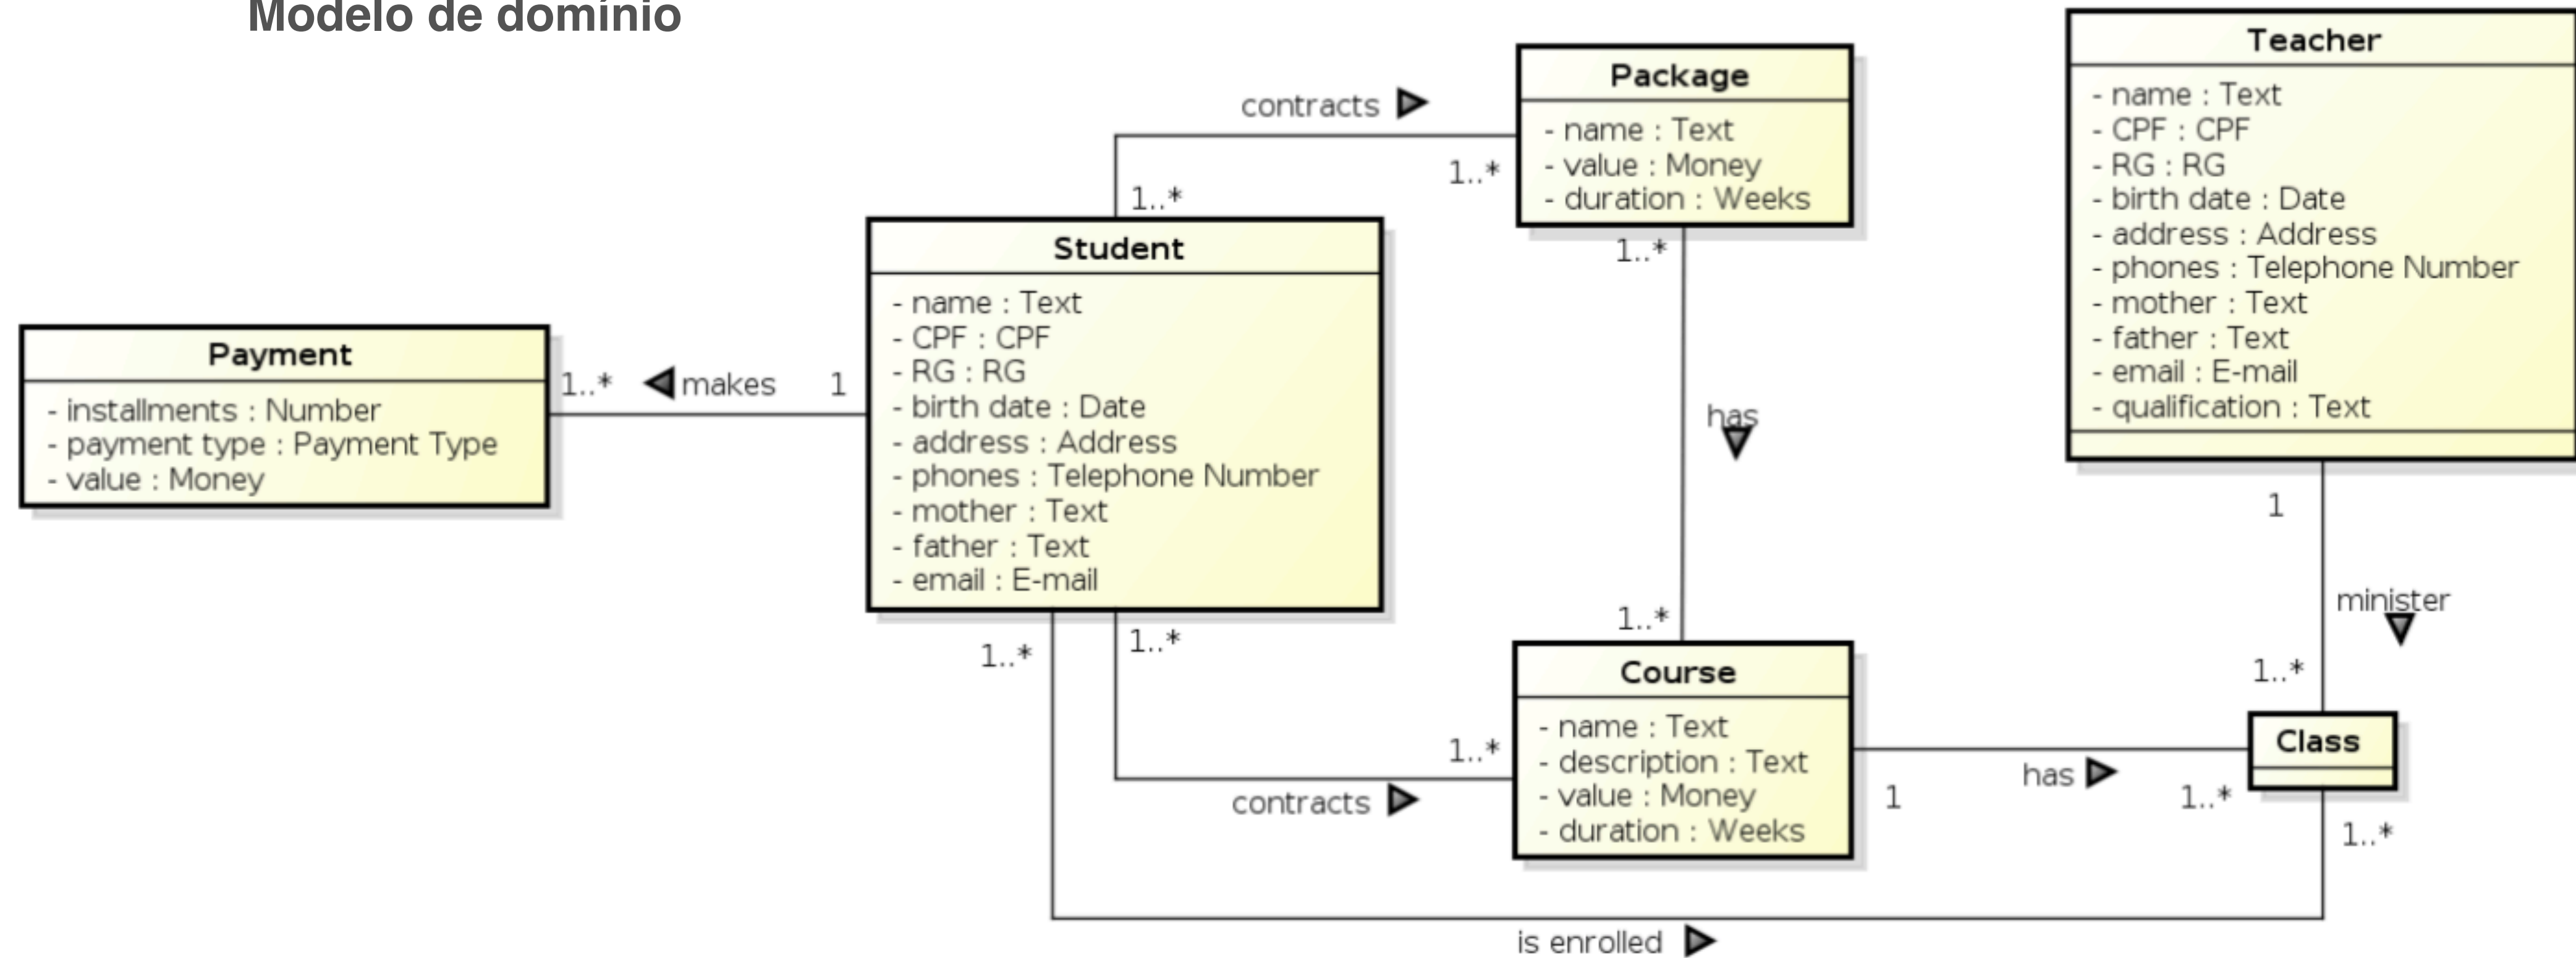 Modelo de domínio
Teacher
- name : Text
- CPF : CPF
- RG : RG
- birth date : Date
- address : Address
- phones : Telephone Number
- mother : Text
- father : Text
- email : E-mail
- qualification : Text
Package
- name : Text
- value : Money
- duration : Weeks
contracts
1..*
1..*
1..*
Student
- name : Text
- CPF : CPF
- RG : RG
- birth date : Date
- address : Address
- phones : Telephone Number
- mother : Text
- father : Text
- email : E-mail
Payment
- installments : Number
- payment type : Payment Type
- value : Money
1..*
makes
1
has
1
minister
1..*
1..*
1..*
1..*
1..*
Course
- name : Text
- description : Text
- value : Money
- duration : Weeks
1..*
contracts
Class
has
1
1..*
1..*
is enrolled